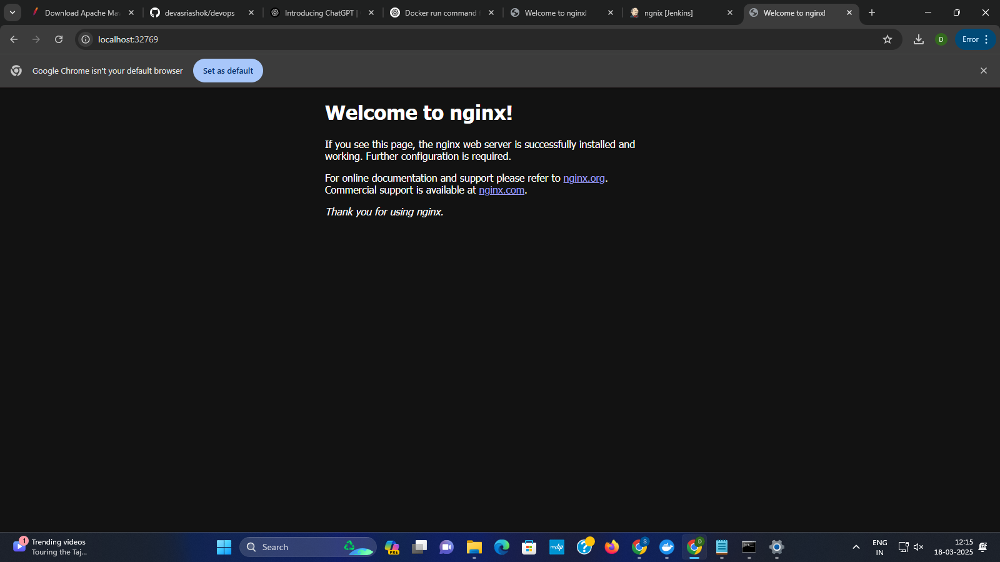 Download Apache Ma
devasriashok/devops
Introducing ChatGPT |
Docker run command
Welcome to nginx!
ngnix [Jenkins]
Welcome to nginx!
localhost:32769
D
Error
Google Chrome isn't your default browser
Set as default
Welcome to nginx!
If you see this page, the nginx web server is successfully installed and
working. Further configuration is required.
For online documentation and support please refer to nginx.org.
Commercial support is available at nginx.com.
Thank you for using nginx.
1
Trending videos
Touring the Taj...
Search
PRE
myhp
S
D
ENG
IN
12:15
18-03-2025